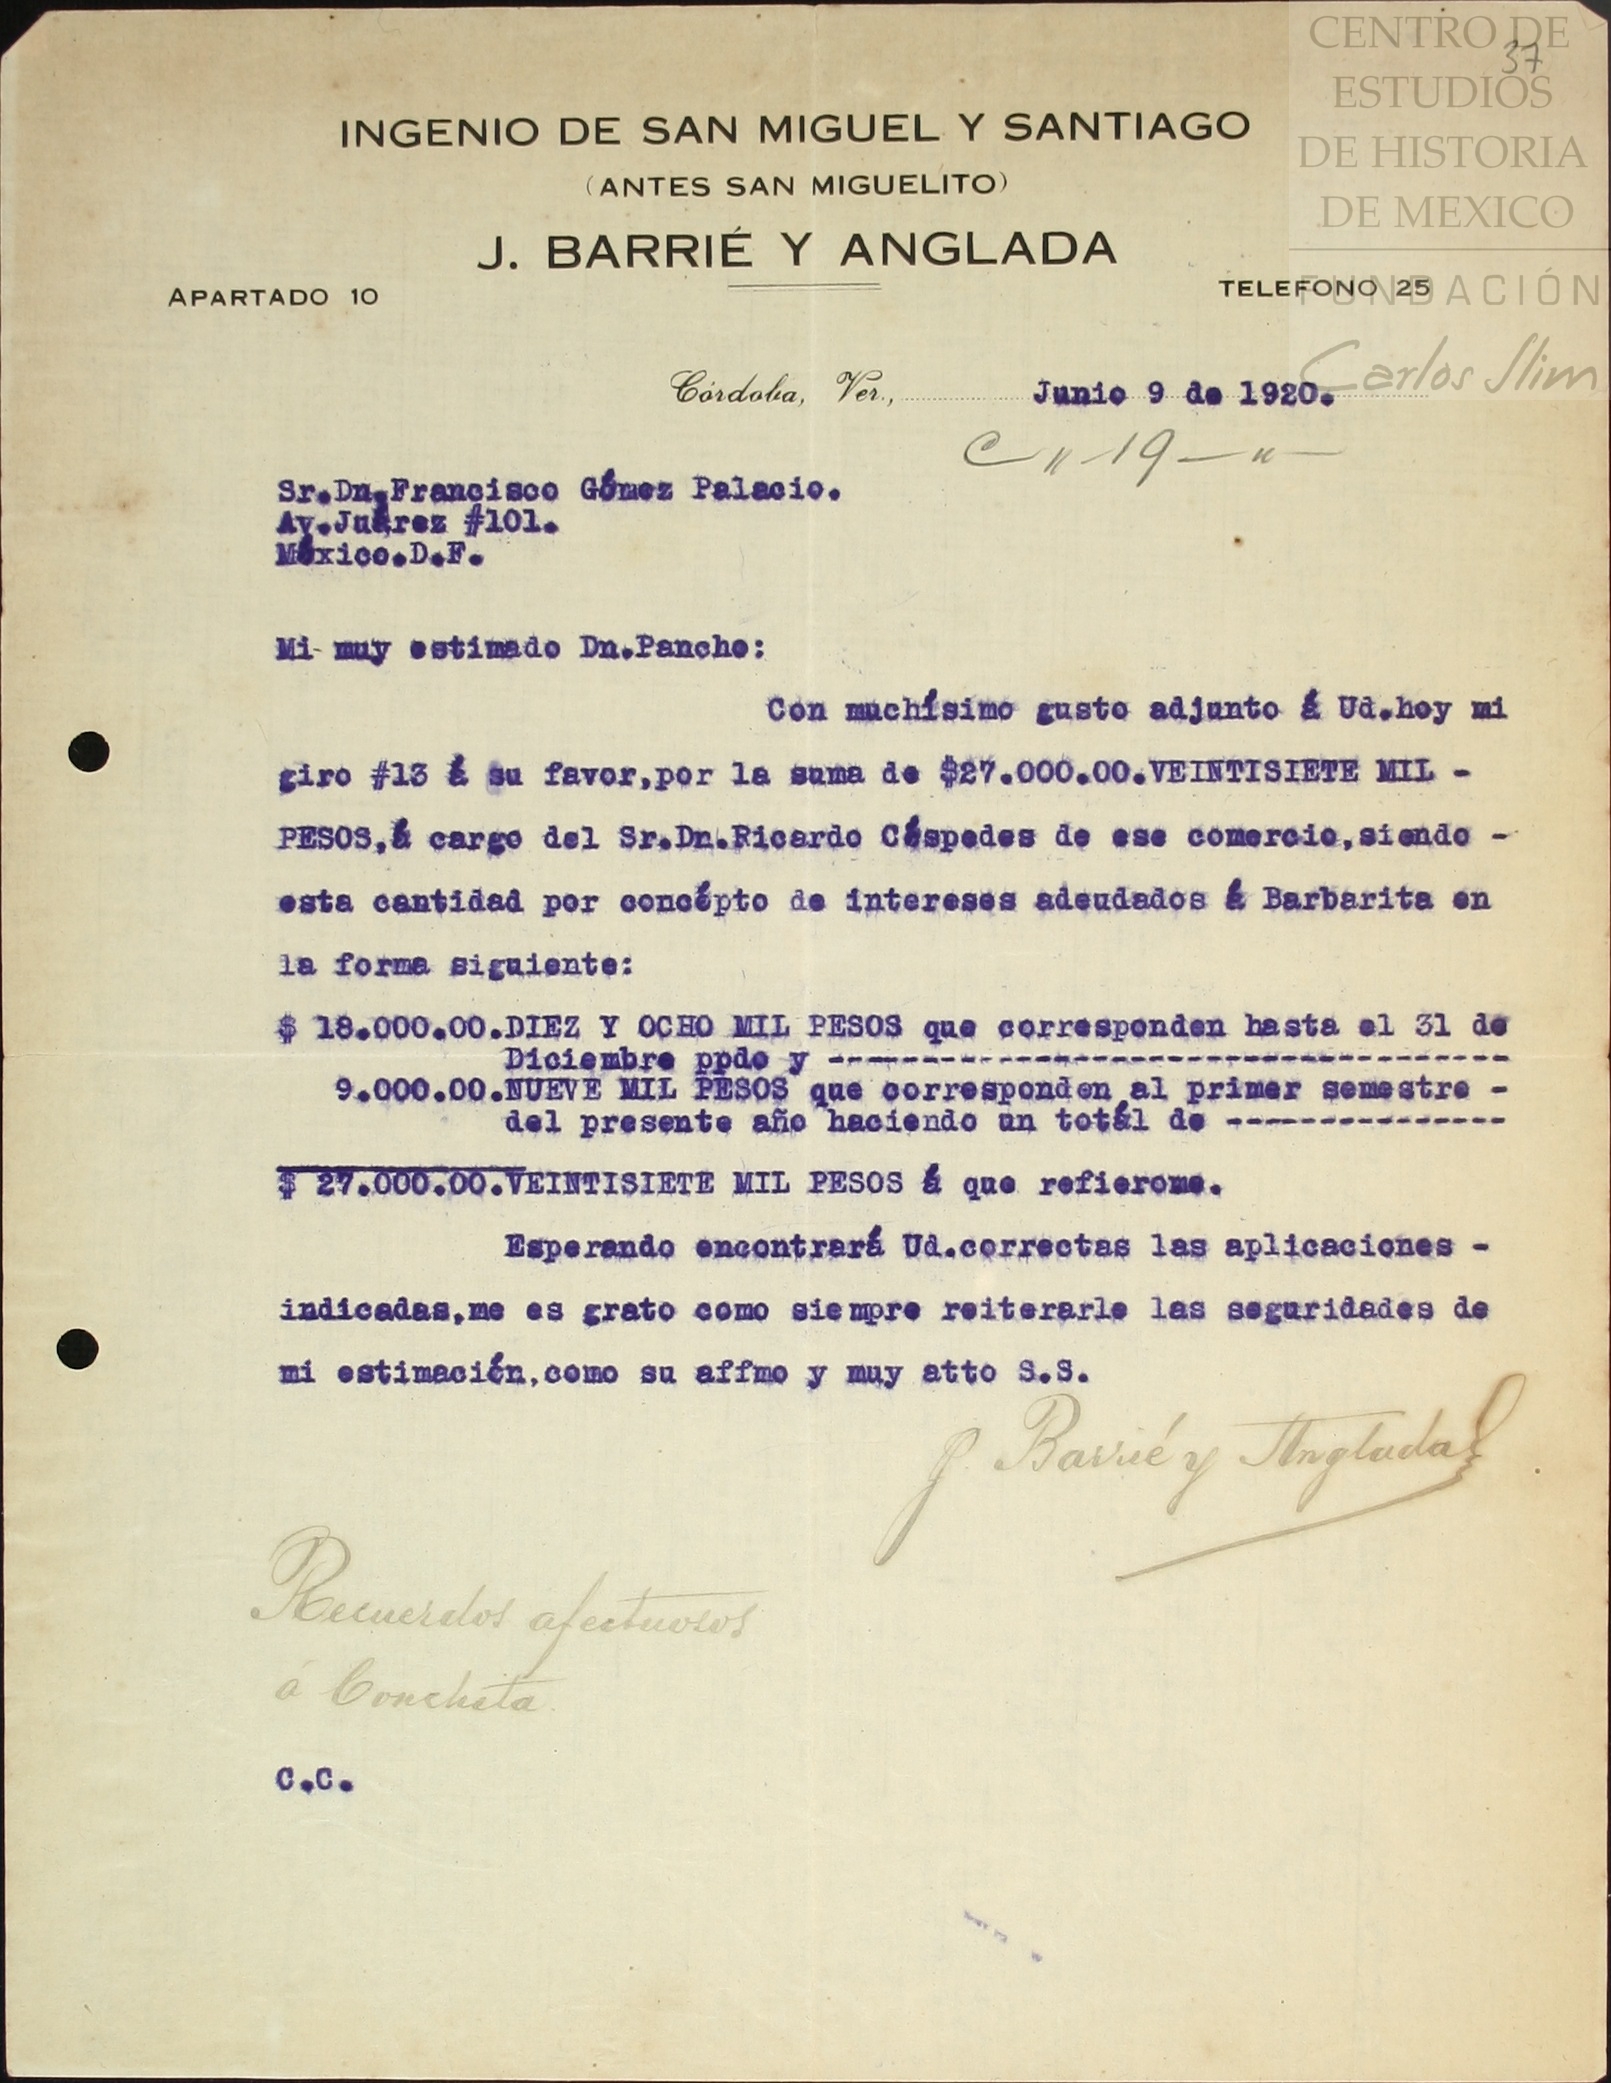 CENTRO DE
ESTUDIOS
DE HISTORIA
DE MEXICO
FUNDACIÓN
Carlos Slim
37
INGENIO DE SAN MIGUEL Y SANTIAGO
(ANTES SAN MIGUELITO)
J. BARRIÉ Y ANGLADA
APARTADO 10
TELEFONO 25
Córdoba, Ver., Junio 9 de 1920.
C " 19 — " —
Sr.Dn.Francisco Gómez Palacio.
Av.Juárez #101.
México.D.F.
Mi muy estimado Dn.Pancho:
Con muchísimo gusto adjunto á Ud.hoy mi
giro #13 á su favor,por la suma de $27.000.00.VEINTISIETE MIL -
PESOS,á cargo del Sr.Dn.Ricardo Céspedes de ese comercio,siendo -
esta cantidad por concépto de intereses adeudados á Barbarita en
la forma siguiente:
$ 18.000.00.DIEZ Y OCHO MIL PESOS que corresponden hasta el 31 de
Diciembre ppdo y ------------------------------------
9.000.00.NUEVE MIL PESOS que corresponden al primer semestre -
del presente año haciendo un totál de ---------------
$ 27.000.00.VEINTISIETE MIL PESOS á que refierome.
Esperando encontrará Ud.correctas las aplicaciones -
indicadas,me es grato como siempre reiterarle las seguridades de
mi estimación,como su affmo y muy atto S.S.
J. Barrié y Anglada
Recuerdos afectuosos
á Conchita
C.C.